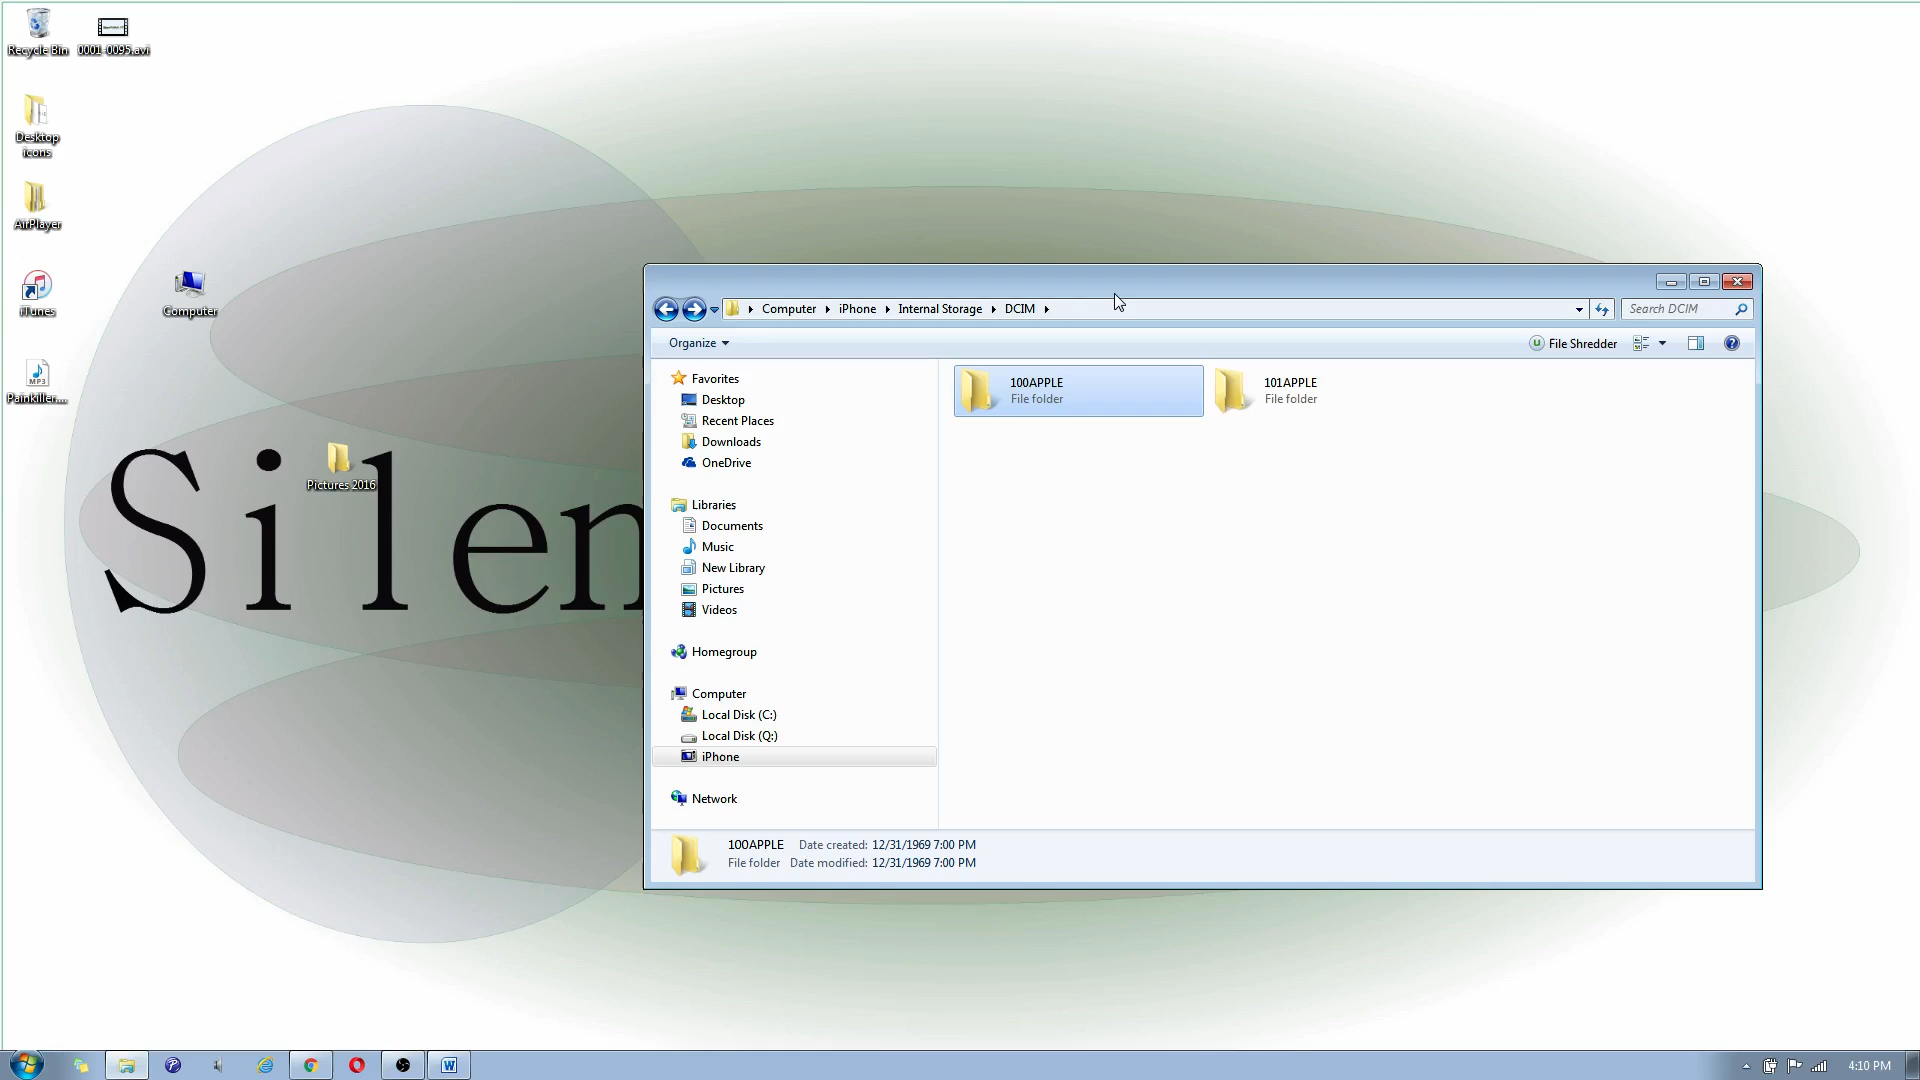 Recycle Bin
0001-0095.avi
Desktop
icons
AirPlayer
iTunes
Computer
MP3
Painkiller....
Pictures 2016
Silen
Computer
iPhone
Internal Storage
DCIM
Search DCIM
Organize
File Shredder
Favorites
Desktop
Recent Places
Downloads
OneDrive
Libraries
Documents
Music
New Library
Pictures
Videos
Homegroup
Computer
Local Disk (C:)
Local Disk (Q:)
iPhone
Network
100APPLE
File folder
101APPLE
File folder
100APPLE Date created: 12/31/1969 7:00 PM
File folder Date modified: 12/31/1969 7:00 PM
4:10 PM